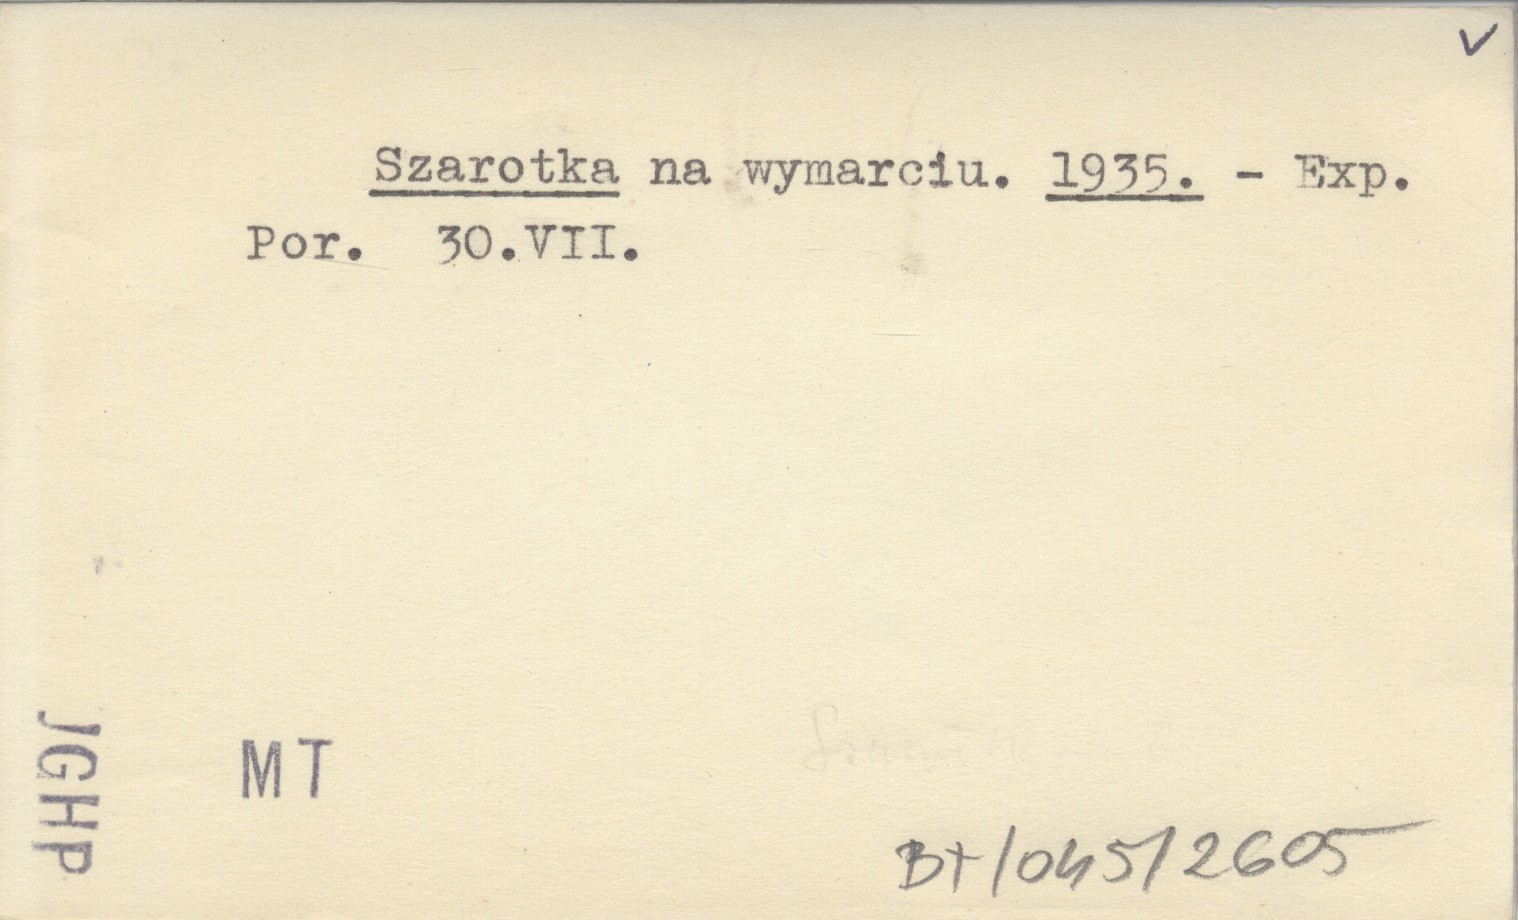 Szarotka na wymarciu. 1935. - Exp.
Por. 30.VII.
JGHP
MT
Bt/045/2605